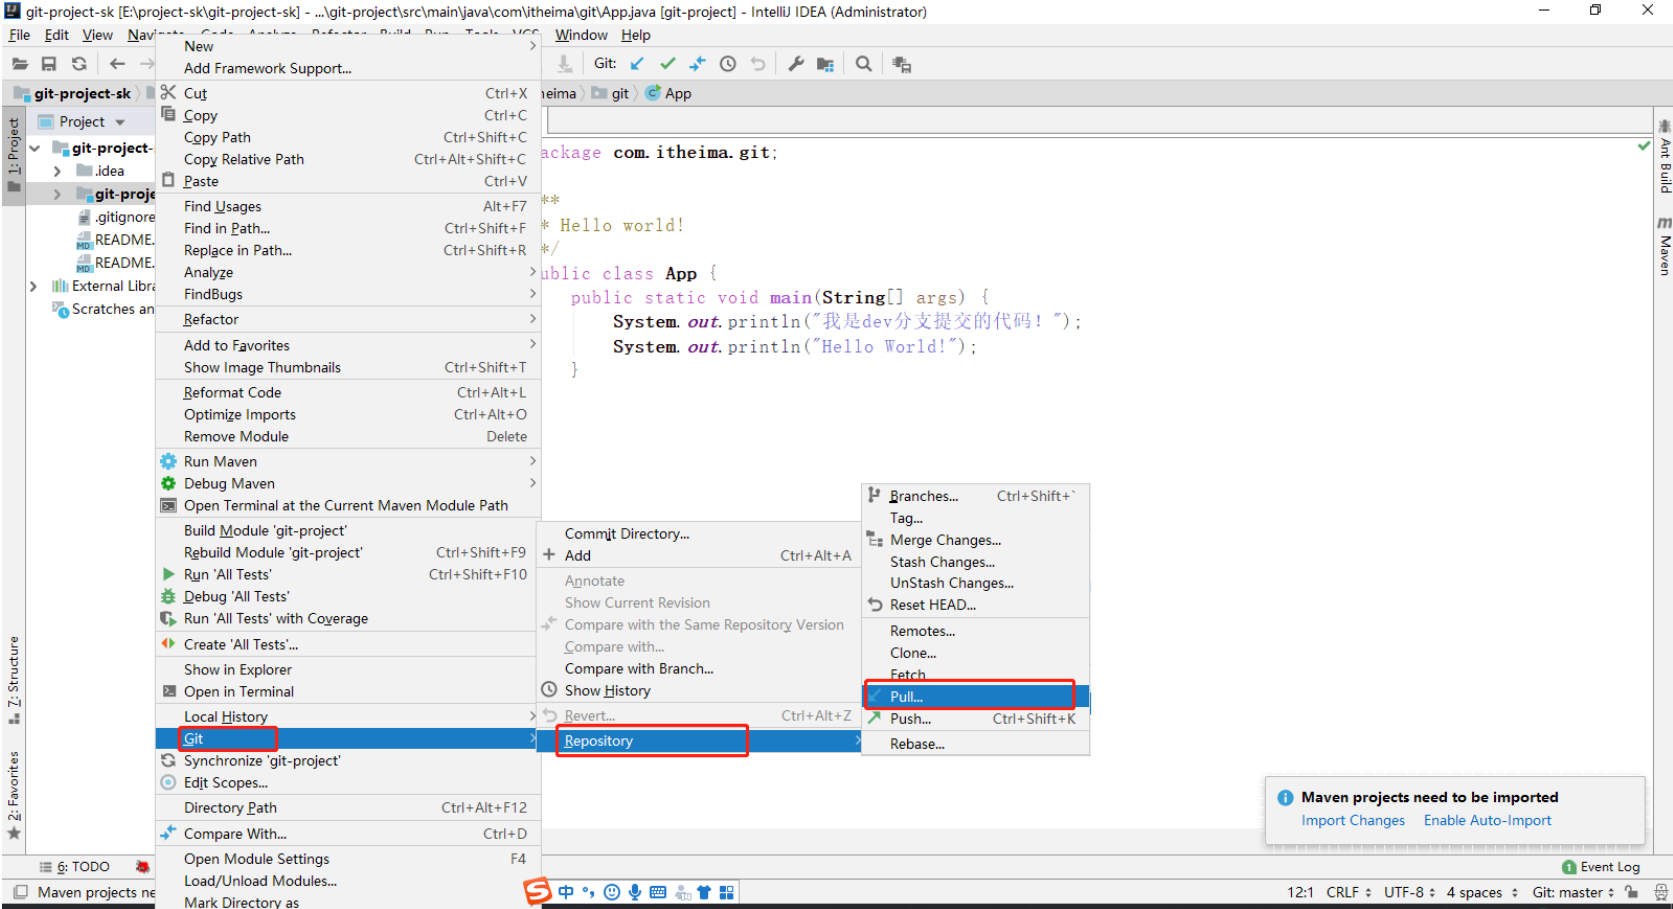 git-project-sk [E:\project-sk\git-project-sk] - ...\git-project\src\main\java\com\itheima\git\App.java [git-project] - IntelliJ IDEA (Administrator)
File Edit View Window Help
Git:
git-project-sk git App
Project
1: Project
git-project-
.idea
git-proje
.gitignore
README.
README.
External Libra
Scratches an
7: Structure
2: Favorites
New
Add Framework Support...
Cut Ctrl+X
Copy Ctrl+C
Copy Path Ctrl+Shift+C
Copy Relative Path Ctrl+Alt+Shift+C
Paste Ctrl+V
Find Usages Alt+F7
Find in Path... Ctrl+Shift+F
Replace in Path... Ctrl+Shift+R
Analyze
FindBugs
Refactor
Add to Favorites
Show Image Thumbnails Ctrl+Shift+T
Reformat Code Ctrl+Alt+L
Optimize Imports Ctrl+Alt+O
Remove Module Delete
Run Maven
Debug Maven
Open Terminal at the Current Maven Module Path
Build Module 'git-project'
Rebuild Module 'git-project' Ctrl+Shift+F9
Run 'All Tests' Ctrl+Shift+F10
Debug 'All Tests'
Run 'All Tests' with Coverage
Create 'All Tests'...
Show in Explorer
Open in Terminal
Local History
Git
Synchronize 'git-project'
Edit Scopes...
Directory Path Ctrl+Alt+F12
Compare With... Ctrl+D
Open Module Settings F4
Load/Unload Modules...
Mark Directory as
Commit Directory...
Add Ctrl+Alt+A
Annotate
Show Current Revision
Compare with the Same Repository Version
Compare with...
Compare with Branch...
Show History
Revert... Ctrl+Alt+Z
Repository
Branches... Ctrl+Shift+`
Tag...
Merge Changes...
Stash Changes...
UnStash Changes...
Reset HEAD...
Remotes...
Clone...
Fetch
Pull...
Push... Ctrl+Shift+K
Rebase...
ackage com.itheima.git;
**
* Hello world!
*/
ublic class App {
public static void main(String[] args) {
System.out.println("我是dev分支提交的代码！");
System.out.println("Hello World!");
}
Ant Build
Maven
Maven projects need to be imported
Import Changes Enable Auto-Import
6: TODO
Event Log
Maven projects ne
中
12:1 CRLF UTF-8 4 spaces Git: master